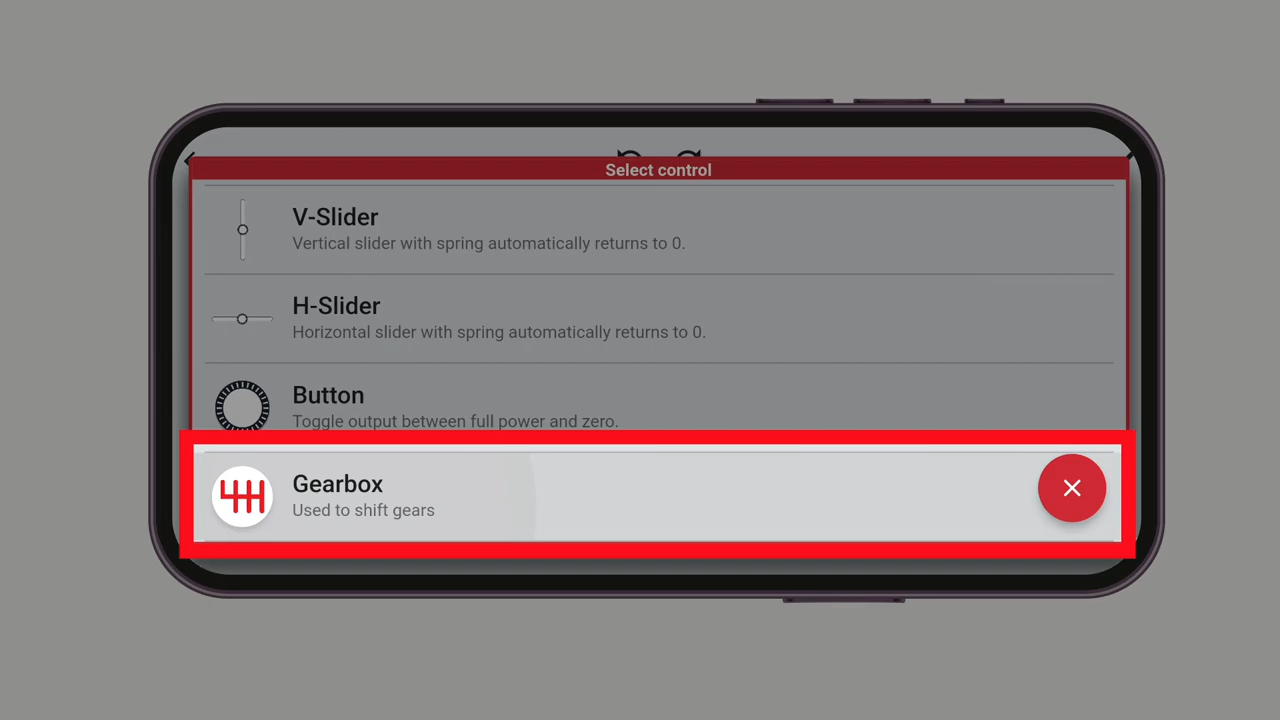 Select control
V-Slider
Vertical slider with spring automatically returns to 0.
H-Slider
Horizontal slider with spring automatically returns to 0.
Button
Toggle output between full power and zero.
Gearbox
Used to shift gears